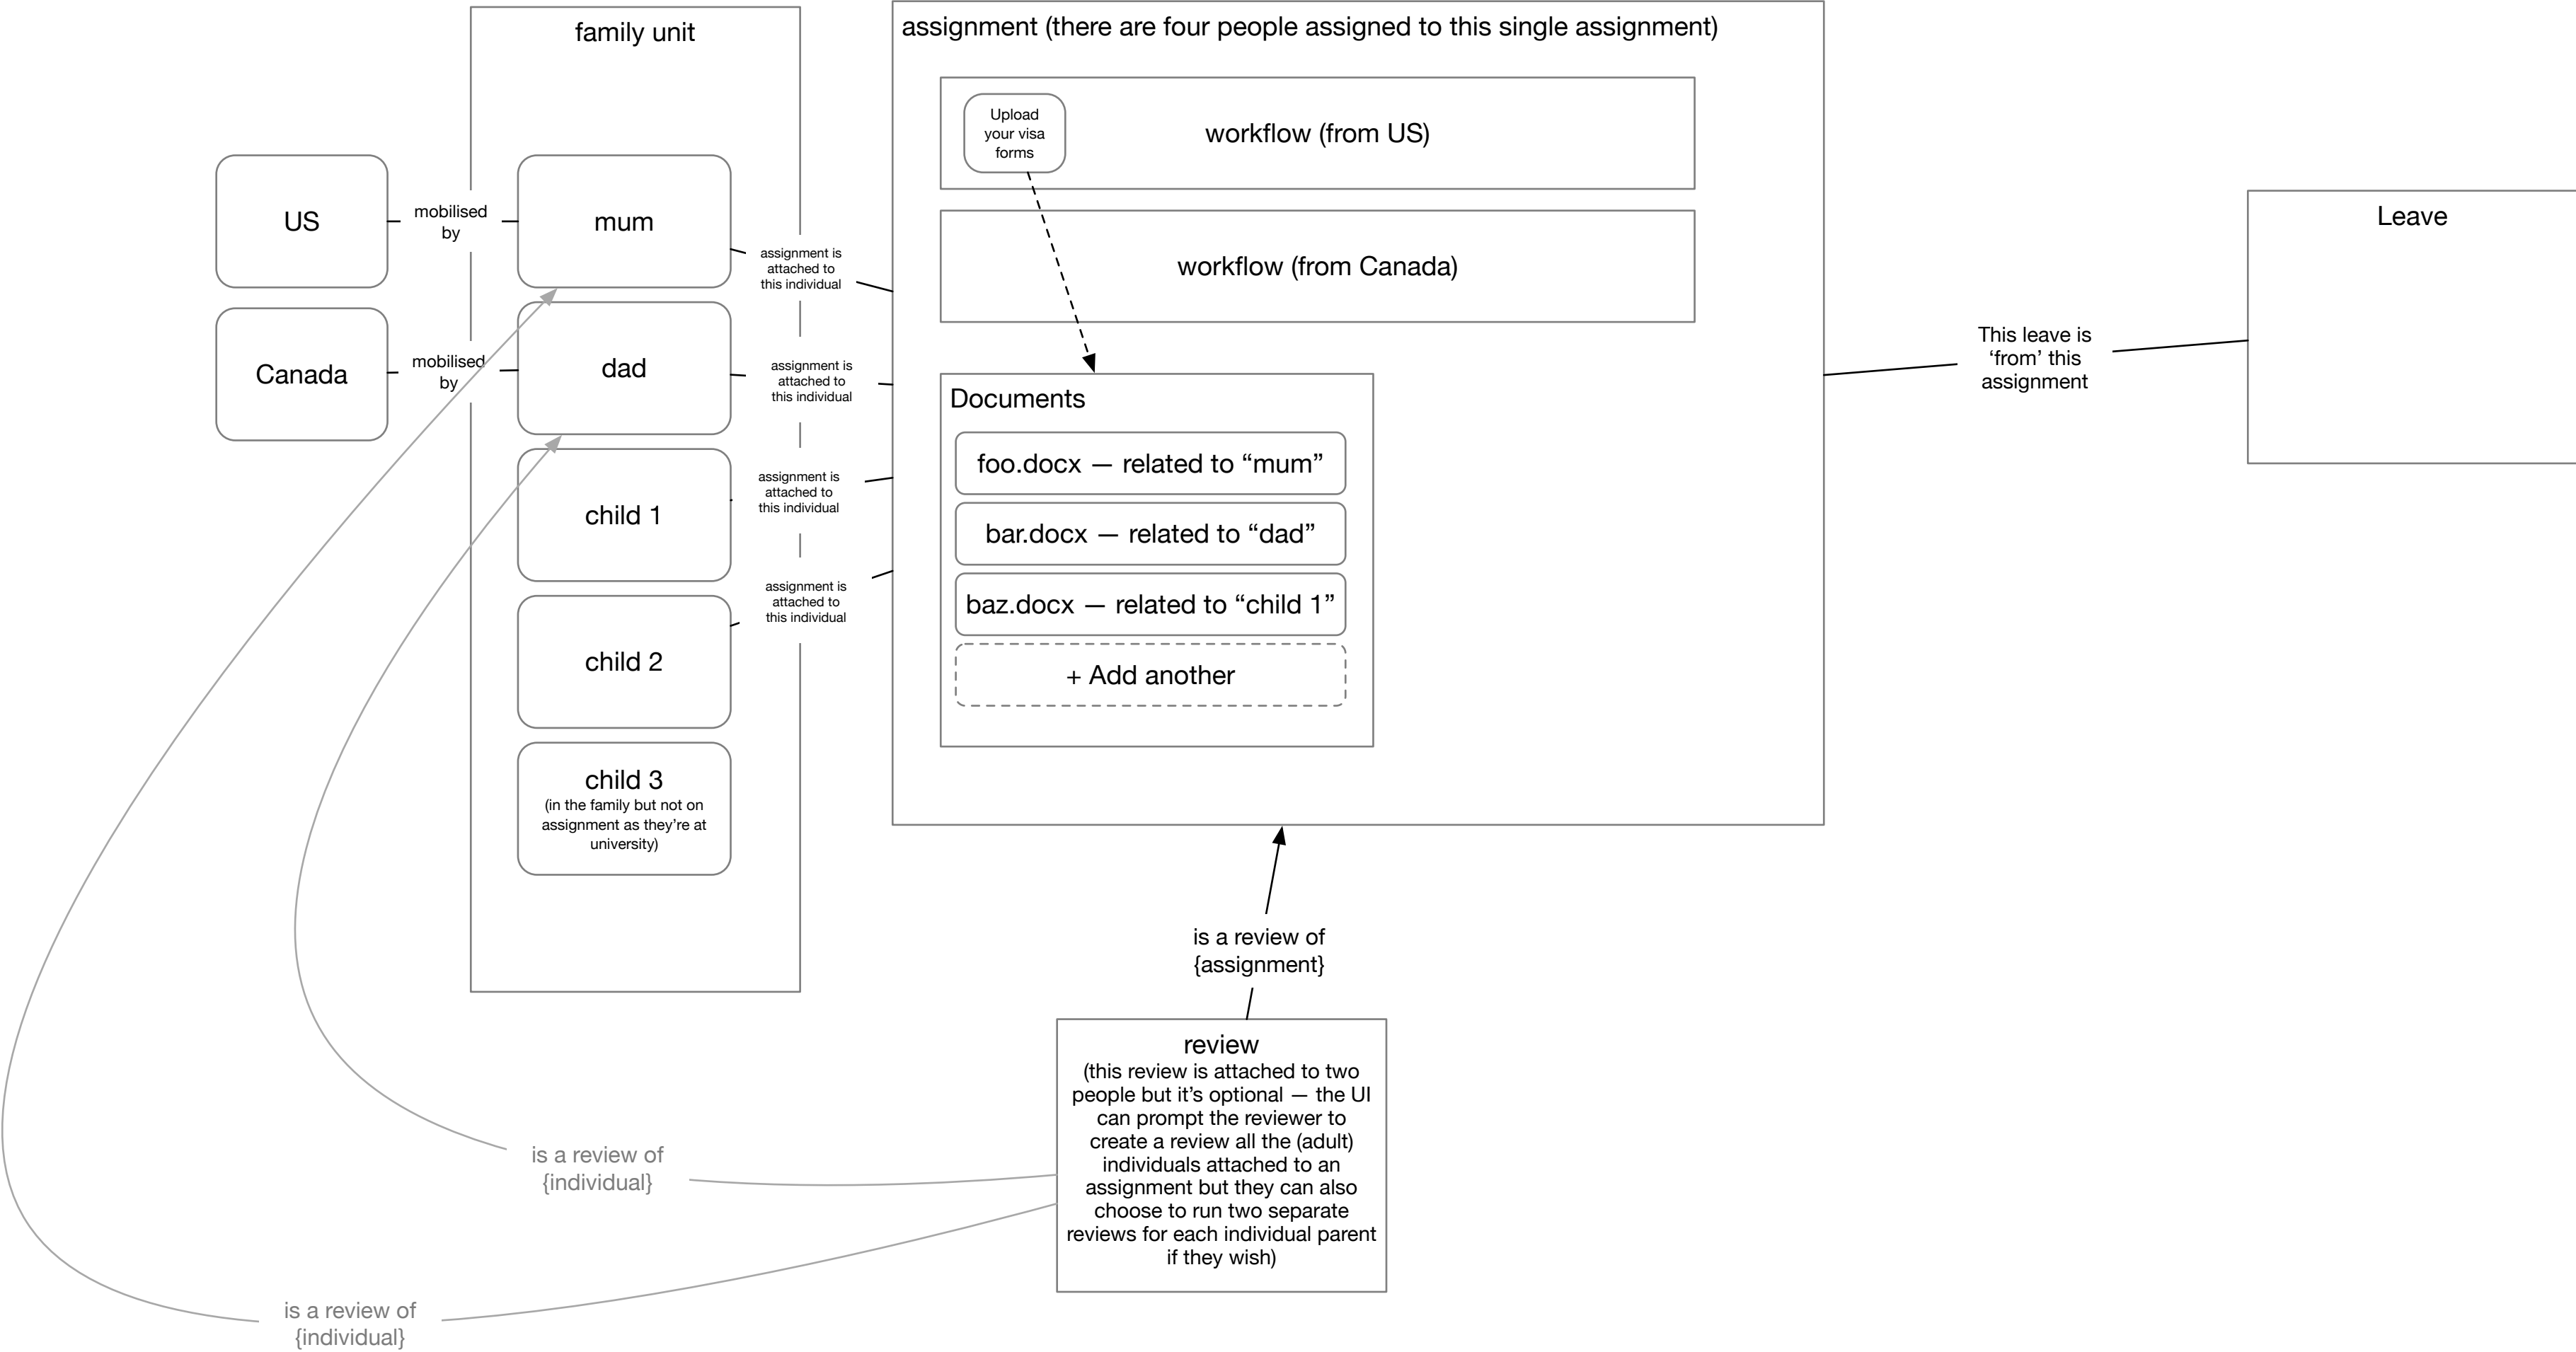 family unit
assignment (there are four people assigned to this single assignment)
Upload
your visa
forms
workflow (from US)
US
mobilised
by
mum
Leave
assignment is
attached to
this individual
workflow (from Canada)
Canada
mobilised
by
dad
This leave is
‘from’ this
assignment
assignment is
attached to
this individual
Documents
foo.docx — related to “mum”
child 1
assignment is
attached to
this individual
bar.docx — related to “dad”
baz.docx — related to “child 1”
assignment is
attached to
this individual
child 2
+ Add another
child 3
(in the family but not on
assignment as they’re at
university)
is a review of
{assignment}
review
(this review is attached to two
people but it’s optional — the UI
can prompt the reviewer to
create a review all the (adult)
individuals attached to an
assignment but they can also
choose to run two separate
reviews for each individual parent
if they wish)
is a review of
{individual}
is a review of
{individual}